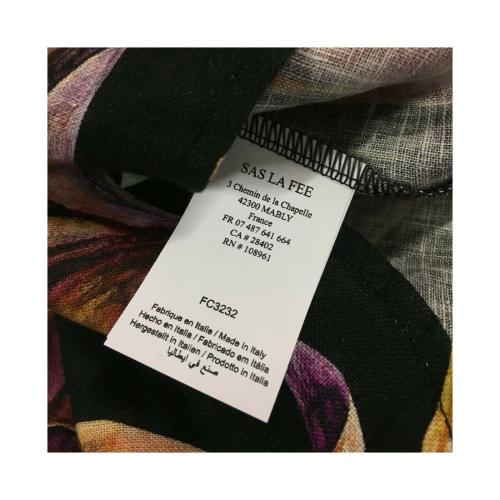 SAS LA FEE
3 Chemin de la Chapelle
42300 MABLY
France
FR 07 487 641 664
CA # 28402
RN # 108961
FC3232
Fabrique en Italie / Made in Italy
Hecho en Italia / Fabricado em Itália
Hergestellt in Italien / Prodotto in Italia
صنع في ايطاليا